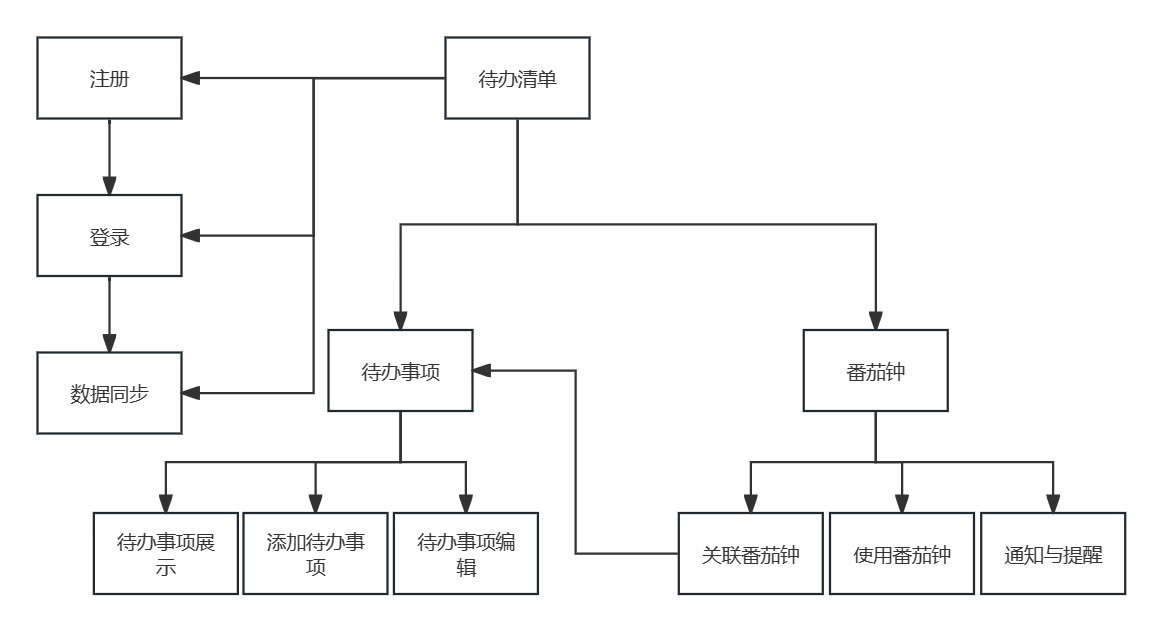 注册
待办清单
登录
数据同步
待办事项
番茄钟
待办事项展
示
添加待办事
项
待办事项编
辑
关联番茄钟
使用番茄钟
通知与提醒